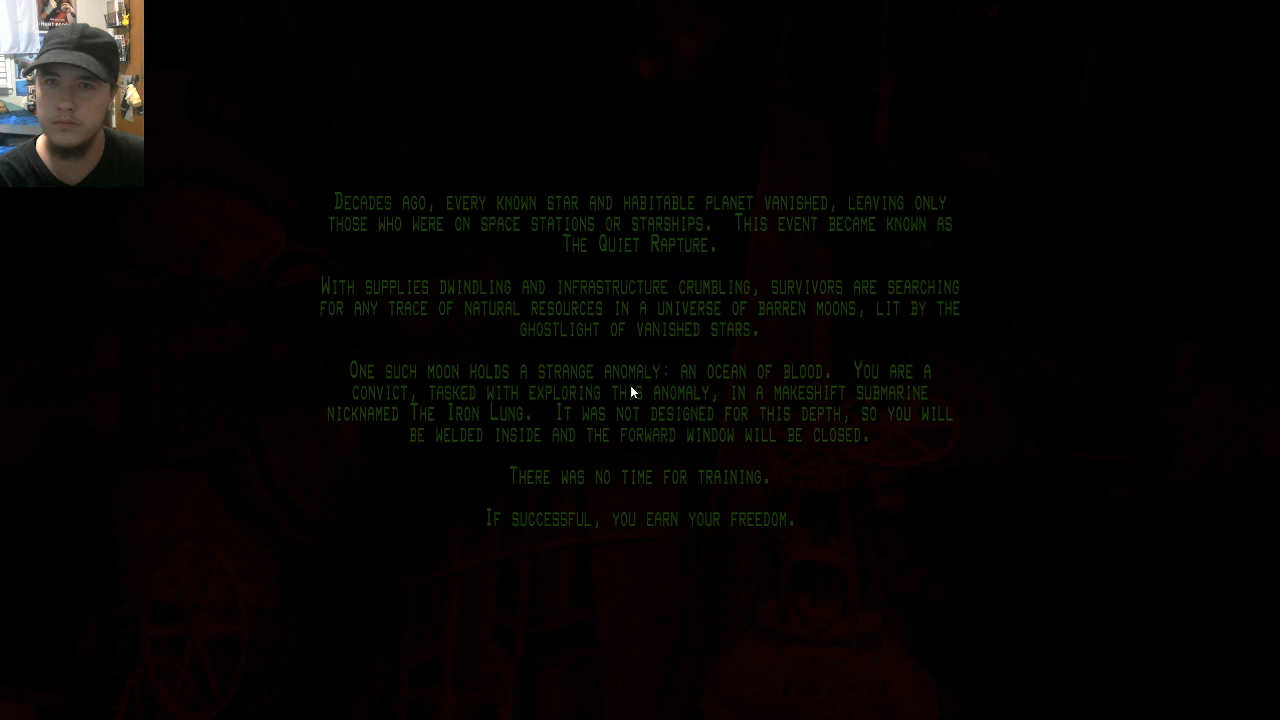 Decades ago, every known star and habitable planet vanished, leaving only
those who were on space stations or starships.  This event became known as
The Quiet Rapture.
With supplies dwindling and infrastructure crumbling, survivors are searching
for any trace of natural resources in a universe of barren moons, lit by the
ghostlight of vanished stars.
One such moon holds a strange anomaly: an ocean of blood.  You are a
convict, tasked with exploring this anomaly, in a makeshift submarine
nicknamed The Iron Lung.  It was not designed for this depth, so you will
be welded inside and the forward window will be closed.
There was no time for training.
If successful, you earn your freedom.